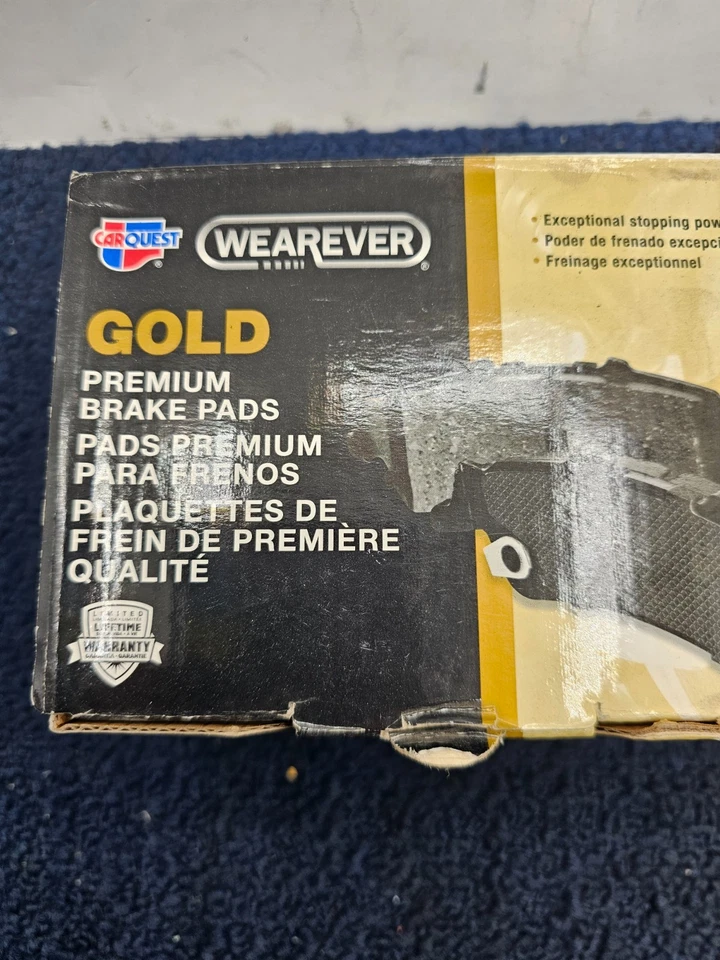 CARQUEST
WEAREVER
GOLD
PREMIUM
BRAKE PADS
PADS PREMIUM
PARA FRENOS
PLAQUETTES DE
FREIN DE PREMIÈRE
QUALITÉ
LIMITED
LIFETIME
WARRANTY
• Exceptional stopping pow
• Poder de frenado excepci
• Freinage exceptionnel